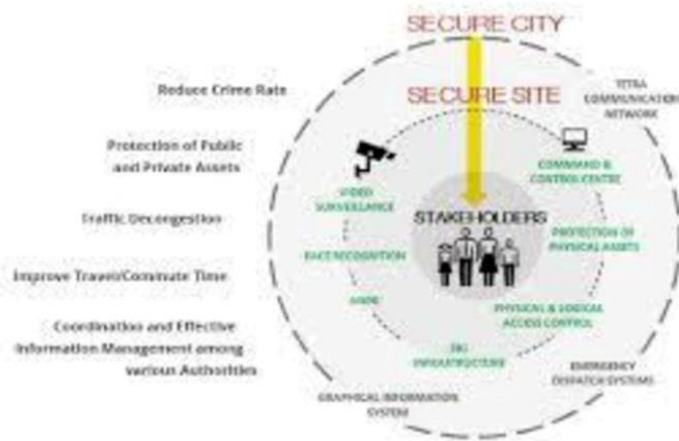 SECURE CITY
Reduce Crime Rate
SECURE SITE
TETRA
COMMUNICATION
NETWORK
Protection of Public
and Private Assets
COMMAND &
CONTROL CENTRE
VIDEO
SURVEILLANCE
Traffic Decongestion
STAKEHOLDERS
PROTECTION OF
PHYSICAL ASSETS
FACE RECOGNITION
Improve Travel/Commute Time
PHYSICAL & LOGICAL
ACCESS CONTROL
Coordination and Effective
Information Management among
various Authorities
INFRASTRUCTURE
EMERGENCY
DISPATCH SYSTEMS
GRAPHICAL INFORMATION
SYSTEM